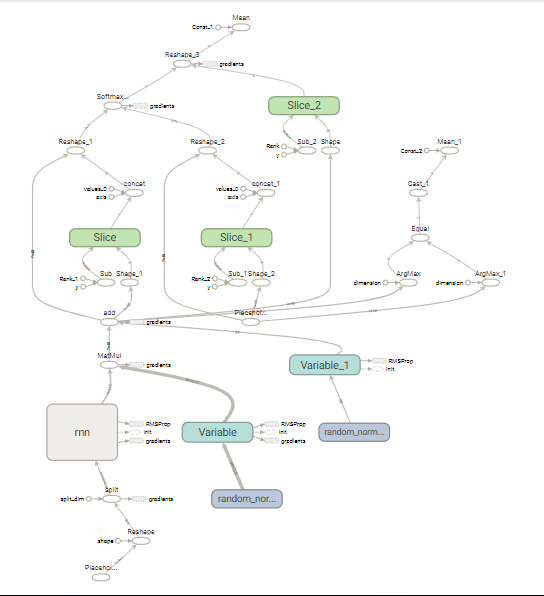 Mean
Const_1
Reshape_3
gradients
Softmax...
gradients
Slice_2
Reshape_1
Reshape_2
Rank
y
Sub_2
Shape
Const_2
Mean_1
values_0
axis
concat
values_0
axis
concat_1
Cast_1
Slice
Slice_1
Equal
Rank_1
y
Sub
Shape_1
Rank_2
y
Sub_1
Shape_2
dimension
ArgMax
dimension
ArgMax_1
add
gradients
Placehol...
MatMul
gradients
Variable_1
RMSProp
init
rnn
RMSProp
init
gradients
Variable
RMSProp
init
gradients
random_norm...
split_dim
split
gradients
random_nor...
shape
Reshape
Placehol...